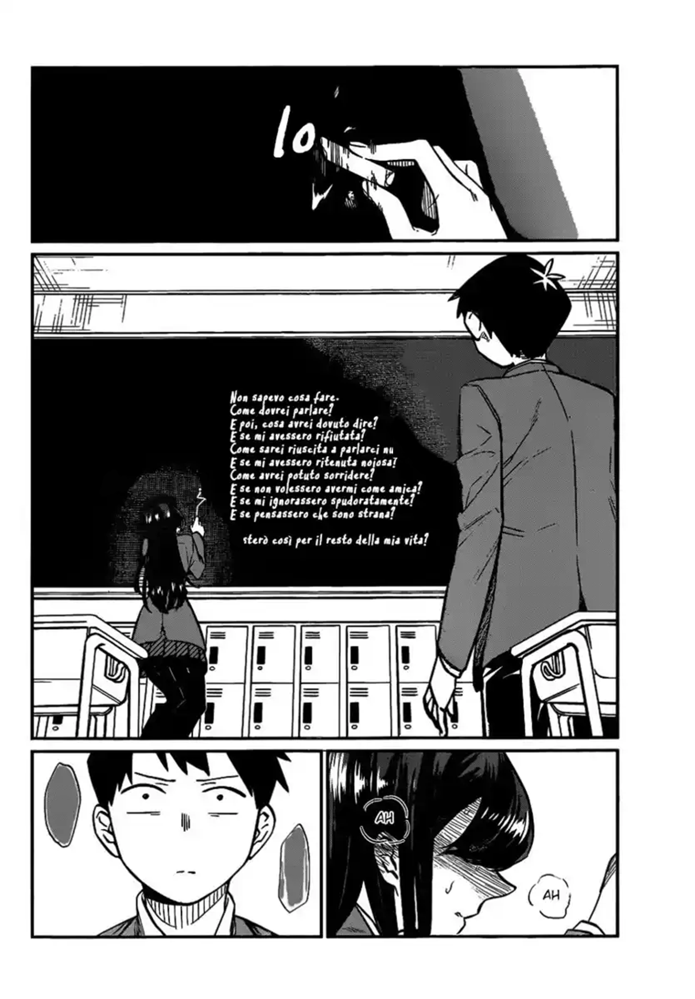 Io
Non sapevo cosa fare.
Come dovrei parlare?
E poi, cosa avrei dovuto dire?
E se mi avessero rifiutata?
Come sarei riuscita a parlarci nu
E se mi avessero ritenuta noiosa?
Come avrei potuto sorridere?
E se non volessero avermi come amica?
E se mi ignorassero spudoratamente?
E se pensassero che sono strana?
sterò così per il resto della mia vita?
AH
AH